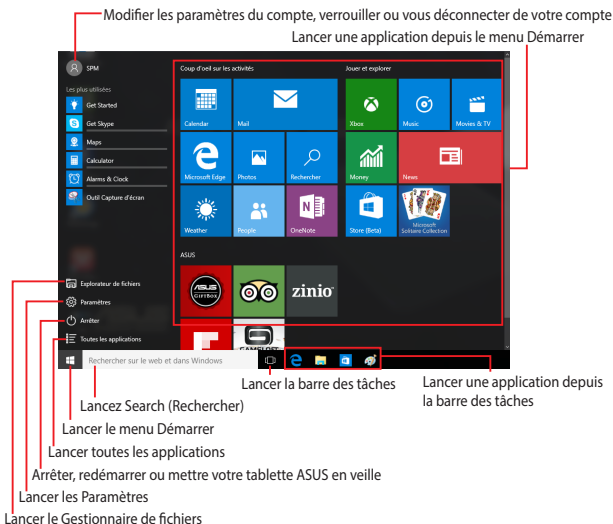 Modifier les paramètres du compte, verrouiller ou vous déconnecter de votre compte
Lancer une application depuis le menu Démarrer
SPM
Les plus utilisées
Get Started
Get Skype
Maps
Calculator
Alarms & Clock
Outil Capture d'écran
Explorateur de fichiers
Paramètres
Arrêter
Toutes les applications
Rechercher sur le web et dans Windows
Coup d'oeil sur les activités
Calendar
Mail
Microsoft Edge
Photos
Rechercher
Weather
People
OneNote
Jouer et explorer
Xbox
Music
Movies & TV
Money
News
Store (Beta)
Microsoft
Solitaire Collection
ASUS
ASUS
GIFTBOX
zinio
GAMELOFT
Lancer la barre des tâches
Lancer une application depuis
la barre des tâches
Lancez Search (Rechercher)
Lancer le menu Démarrer
Lancer toutes les applications
Arrêter, redémarrer ou mettre votre tablette ASUS en veille
Lancer les Paramètres
Lancer le Gestionnaire de fichiers